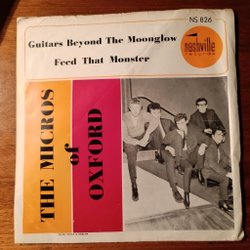 NS 826
Guitars Beyond The Moonglow
Feed That Monster
nashville
records
THE MICROS
of
OXFORD